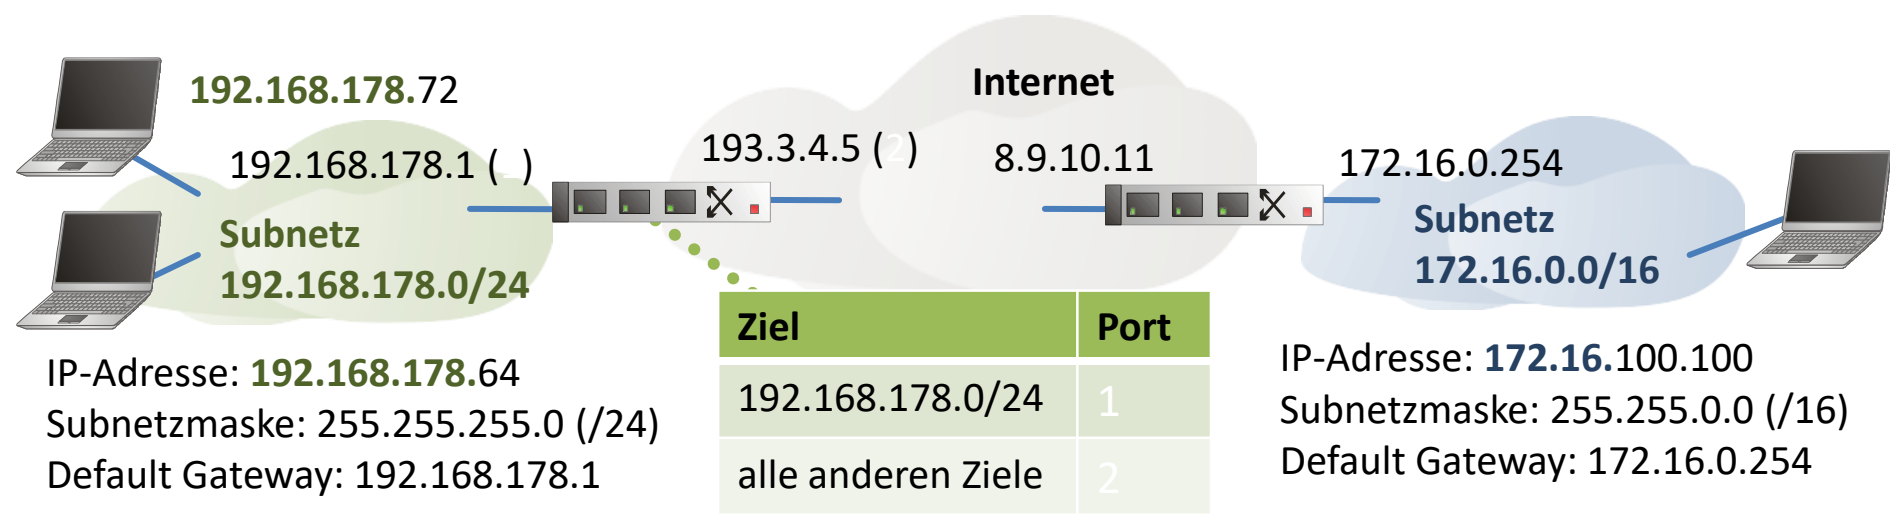 192.168.178.72
Internet
192.168.178.1 ( )
193.3.4.5 (2)
8.9.10.11
172.16.0.254
Subnetz
192.168.178.0/24
Subnetz
172.16.0.0/16
Ziel Port
192.168.178.0/24 1
alle anderen Ziele 2
IP-Adresse: 192.168.178.64
Subnetzmaske: 255.255.255.0 (/24)
Default Gateway: 192.168.178.1
IP-Adresse: 172.16.100.100
Subnetzmaske: 255.255.0.0 (/16)
Default Gateway: 172.16.0.254